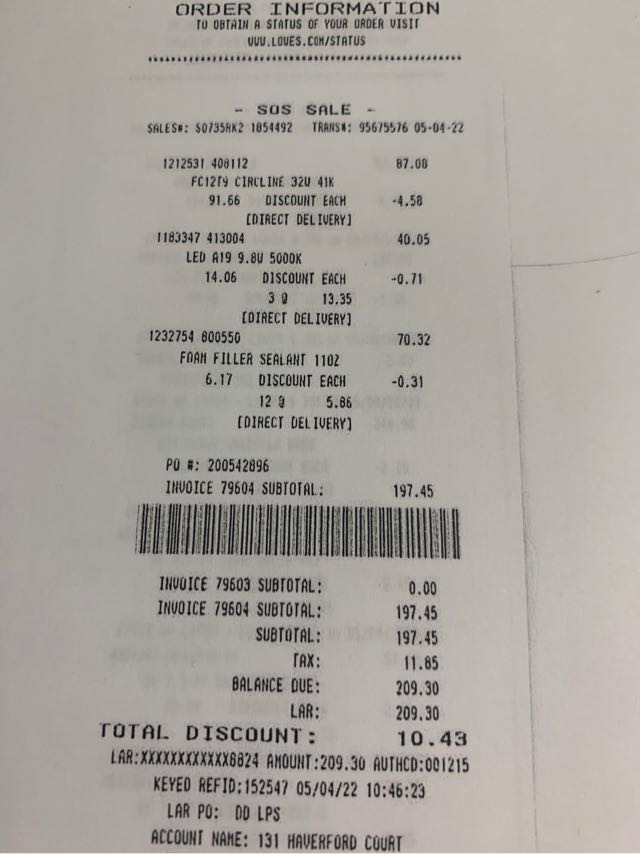 ORDER INFORMATION
TO OBTAIN A STATUS OF YOUR ORDER VISIT
WWW.LOWES.COM/STATUS
- SOS SALE -
SALES#: S0735HK2 1854492 TRANS#: 95675576 05-04-22
1212531 408112 87.08
FC12T9 CIRCLINE 32W 41K
91.66 DISCOUNT EACH -4.58
[DIRECT DELIVERY]
1183347 413004 40.05
LED A19 9.8W 5000K
14.06 DISCOUNT EACH -0.71
3 @ 13.35
[DIRECT DELIVERY]
1232754 800550 70.32
FOAM FILLER SEALANT 11OZ
6.17 DISCOUNT EACH -0.31
12 @ 5.86
[DIRECT DELIVERY]
PO #: 200542896
INVOICE 79604 SUBTOTAL: 197.45
INVOICE 79603 SUBTOTAL: 0.00
INVOICE 79604 SUBTOTAL: 197.45
SUBTOTAL: 197.45
TAX: 11.85
BALANCE DUE: 209.30
LAR: 209.30
TOTAL DISCOUNT: 10.43
LAR:XXXXXXXXXXXX6824 AMOUNT:209.30 AUTHCD:001215
KEYED REFID:152547 05/04/22 10:46:23
LAR PO: DD LPS
ACCOUNT NAME: 131 HAVERFORD COURT